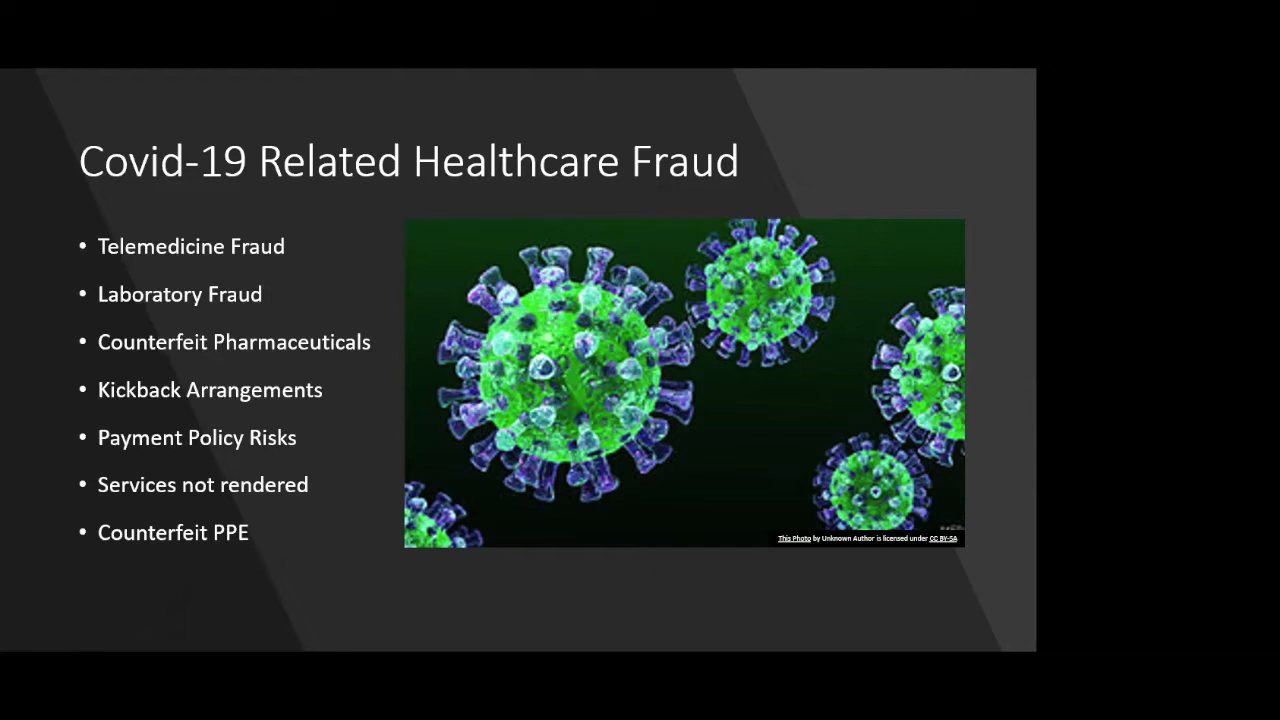 Covid-19 Related Healthcare Fraud
• Telemedicine Fraud
• Laboratory Fraud
• Counterfeit Pharmaceuticals
• Kickback Arrangements
• Payment Policy Risks
• Services not rendered
• Counterfeit PPE
This Photo by Unknown Author is licensed under CC BY-SA